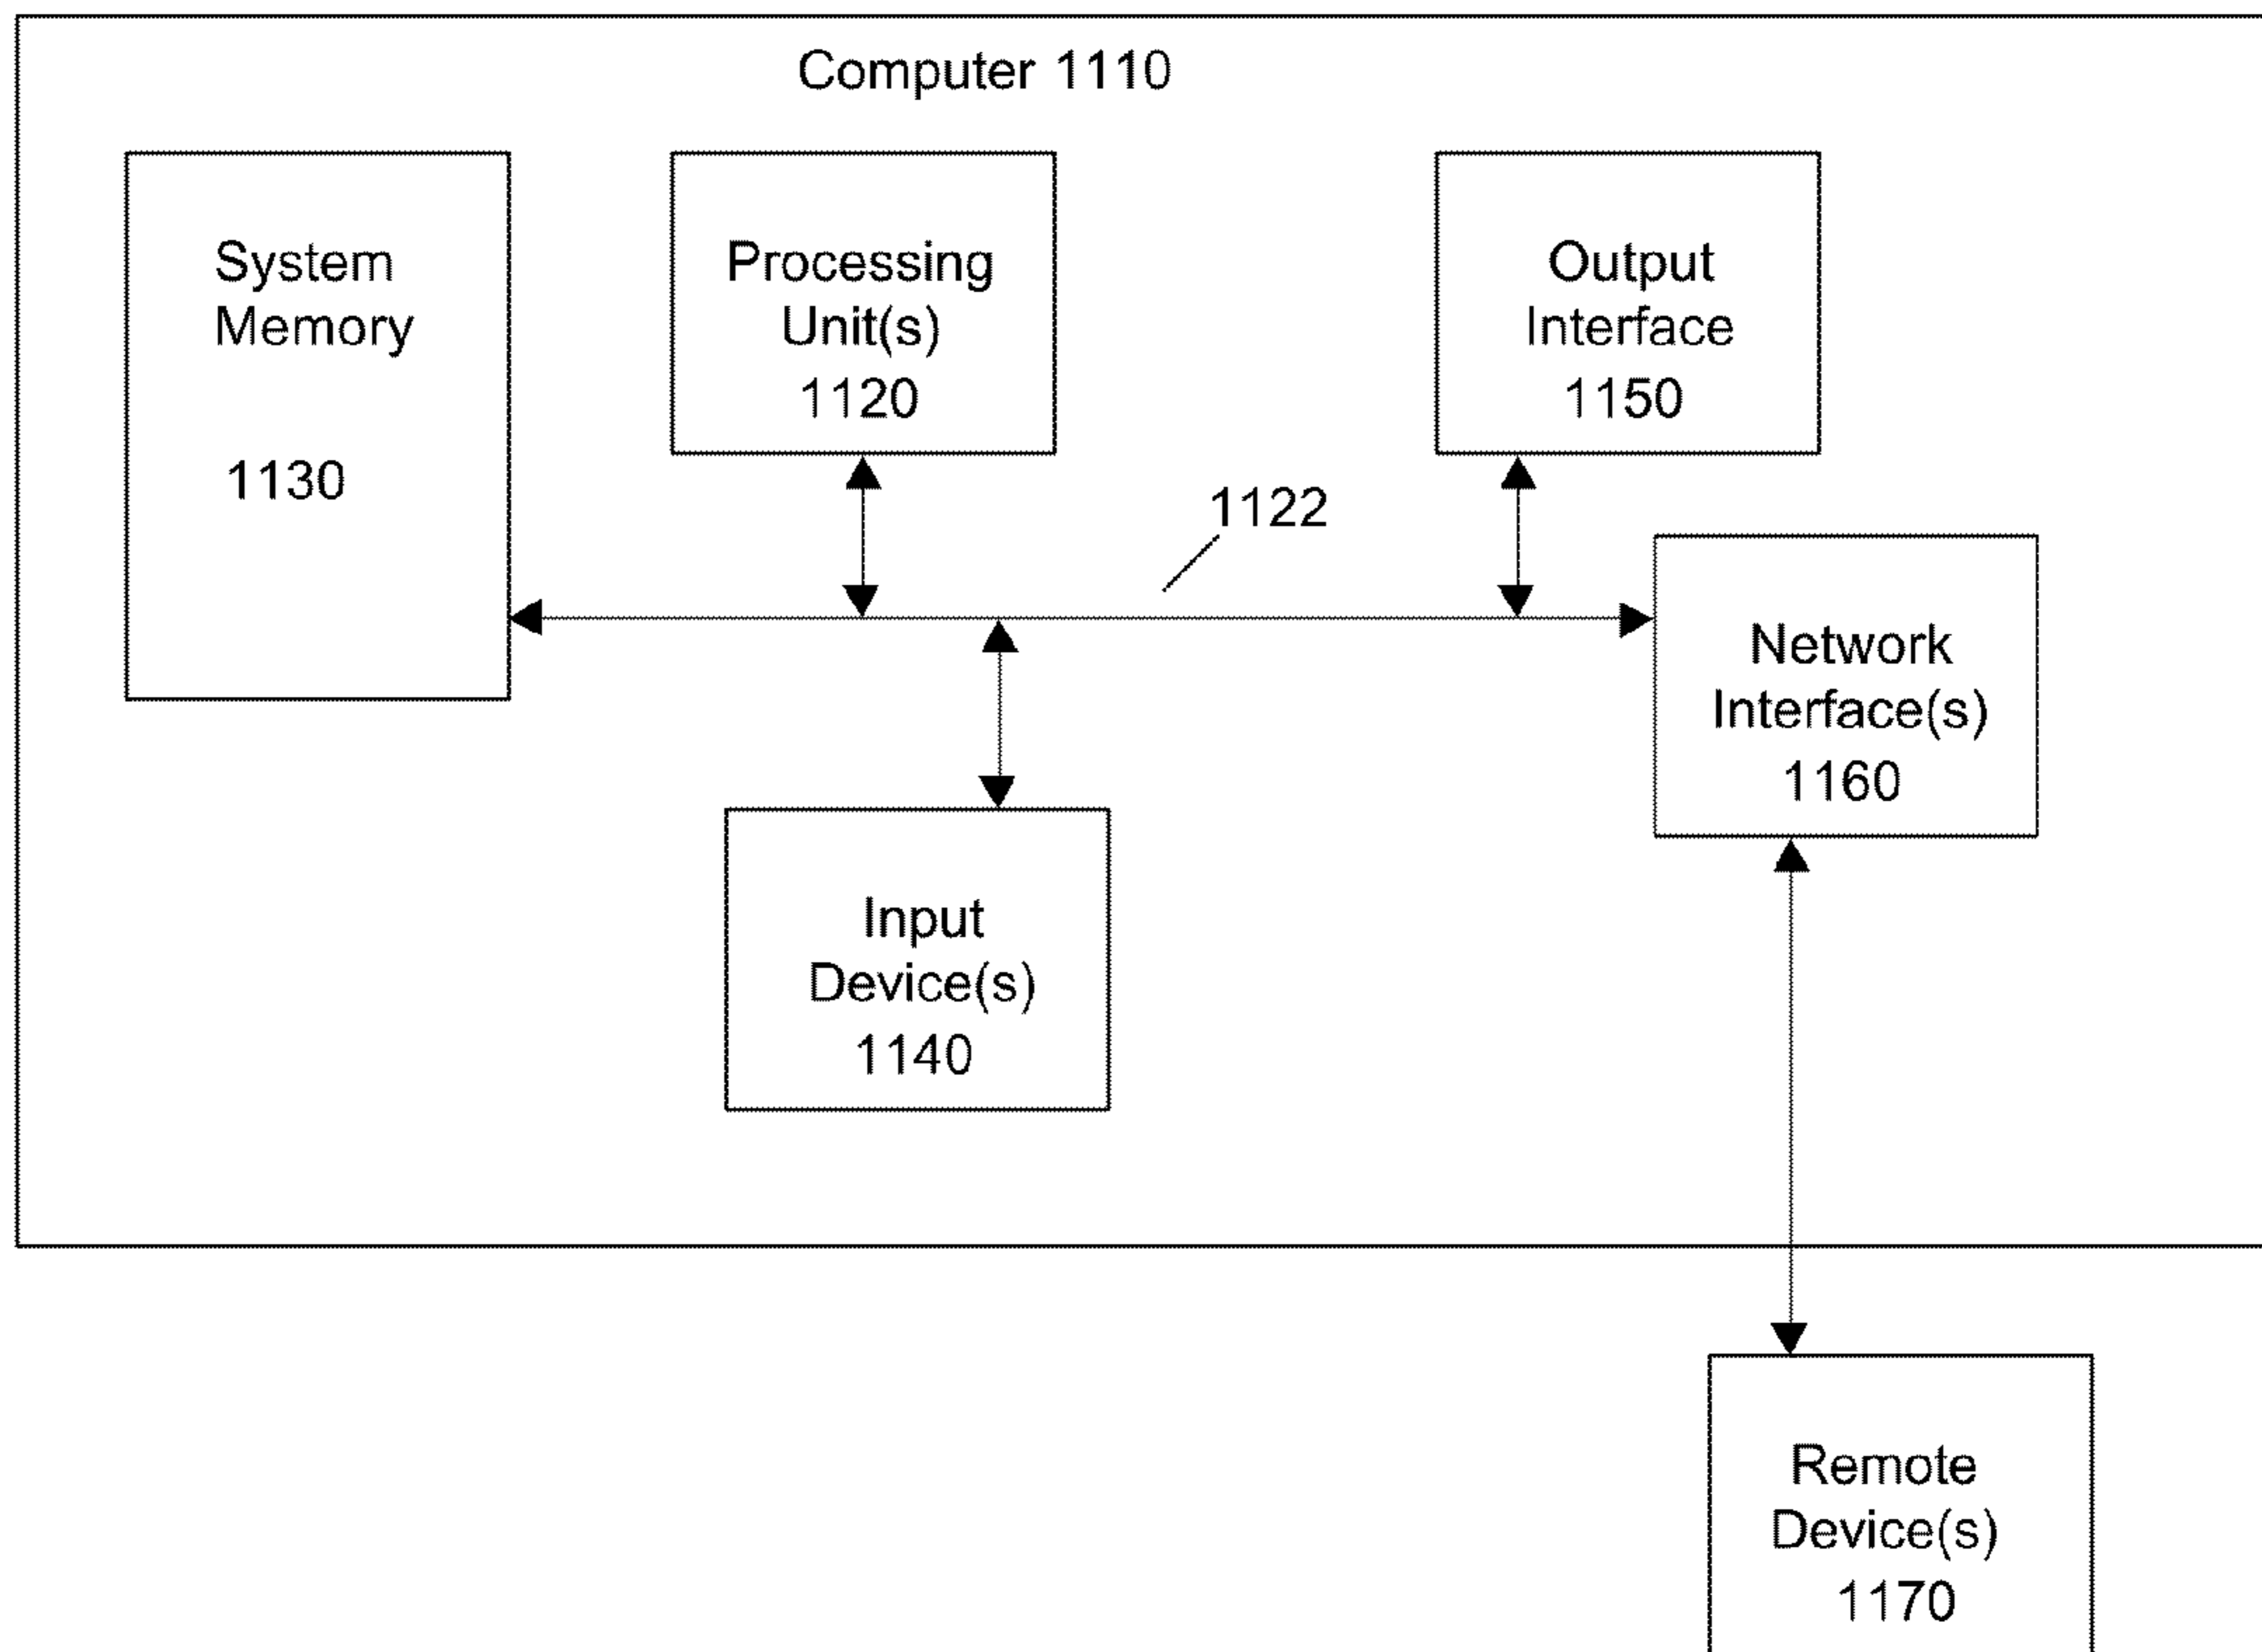 Computer 1110
System
Memory
1130
Processing
Unit(s)
1120
Output
Interface
1150
1122
Network
Interface(s)
1160
Input
Device(s)
1140
Remote
Device(s)
1170